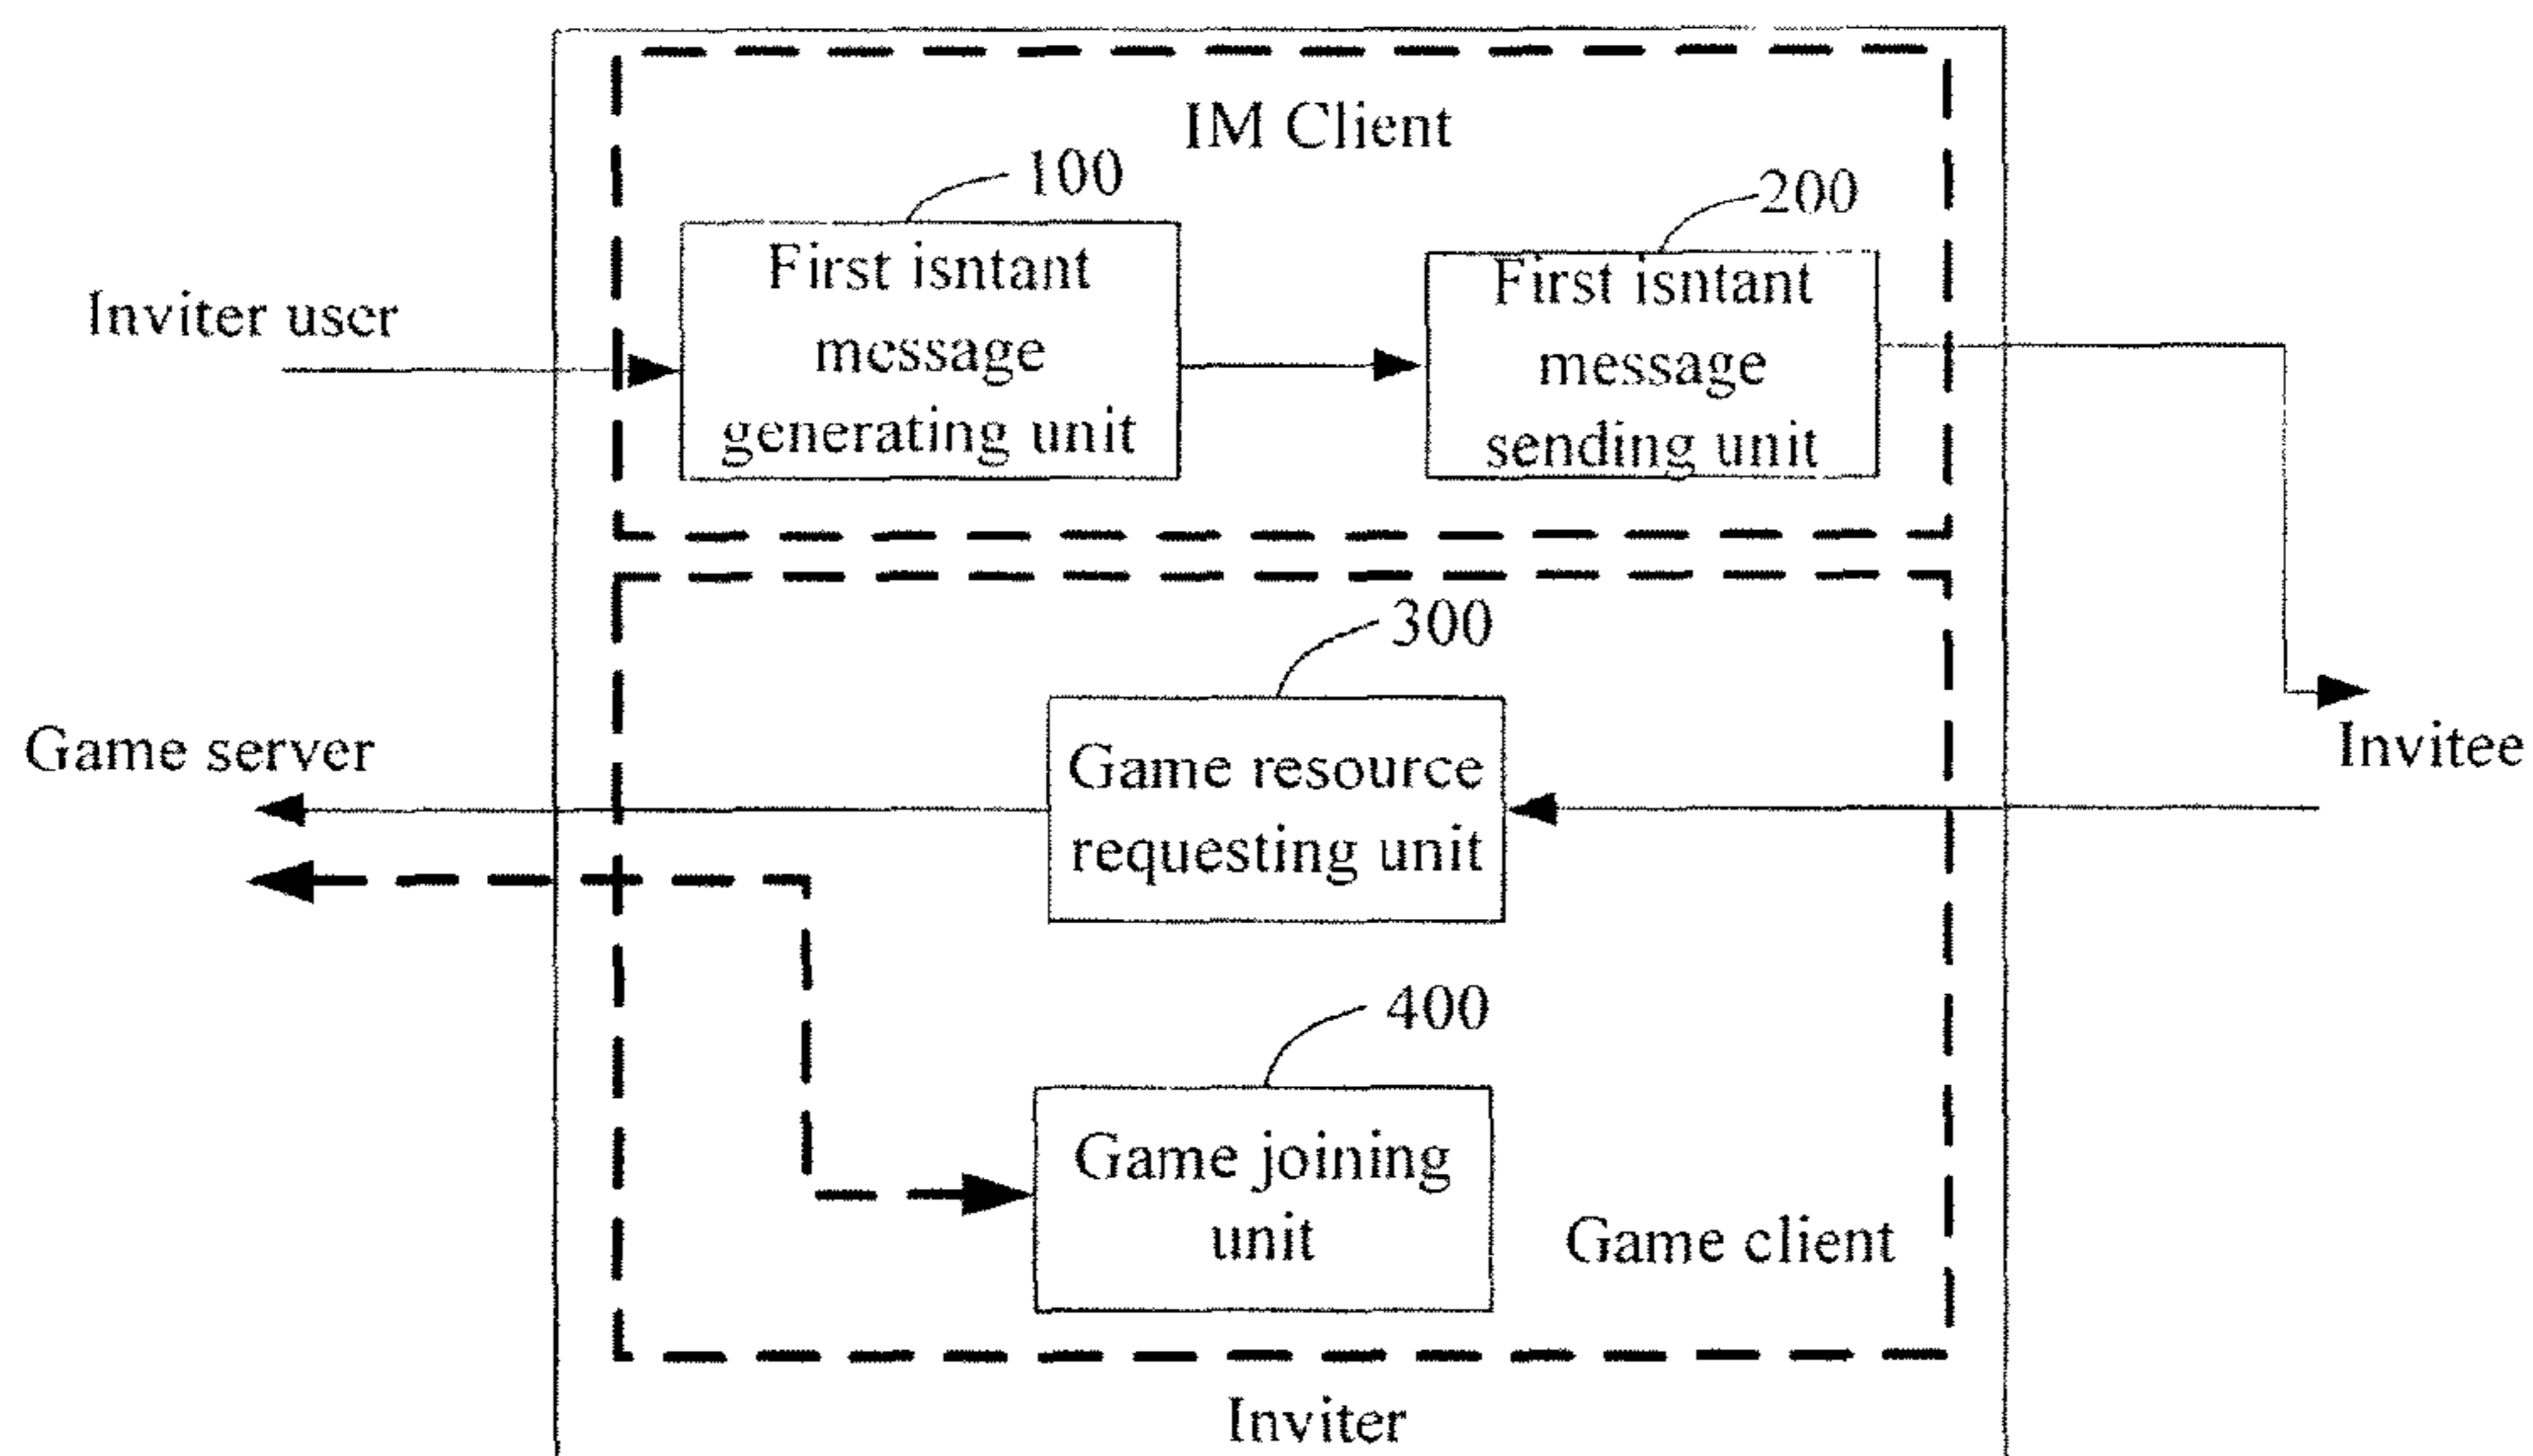 IM Client
100
200
First isntant
message
generating unit
First isntant
message
sending unit
Inviter user
300
Game server
Game resource
requesting unit
Invitee
400
Game joining
unit
Game client
Inviter